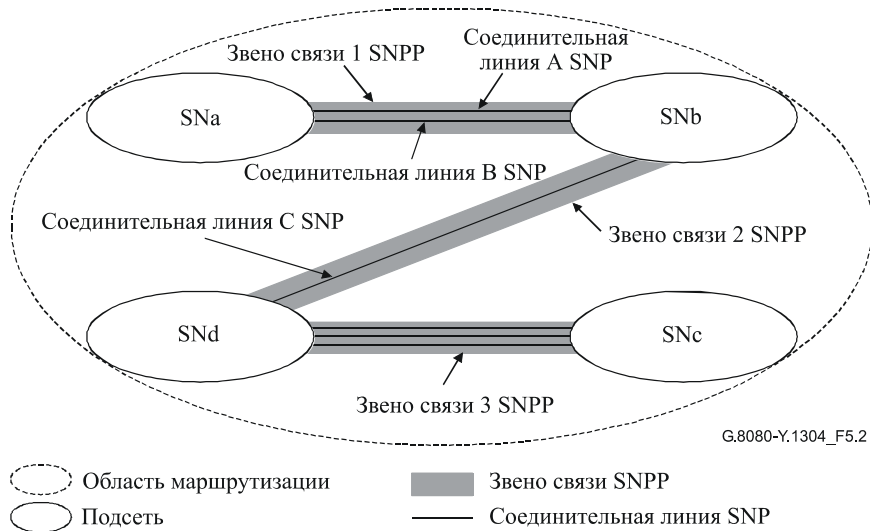 Звено связи 1 SNPP
Соединительная
линия A SNP
SNa
SNb
Соединительная линия B SNP
Соединительная линия C SNP
Звено связи 2 SNPP
SNd
SNc
Звено связи 3 SNPP
G.8080-Y.1304_F5.2
Область маршрутизации
Звено связи SNPP
Подсеть
Соединительная линия SNP